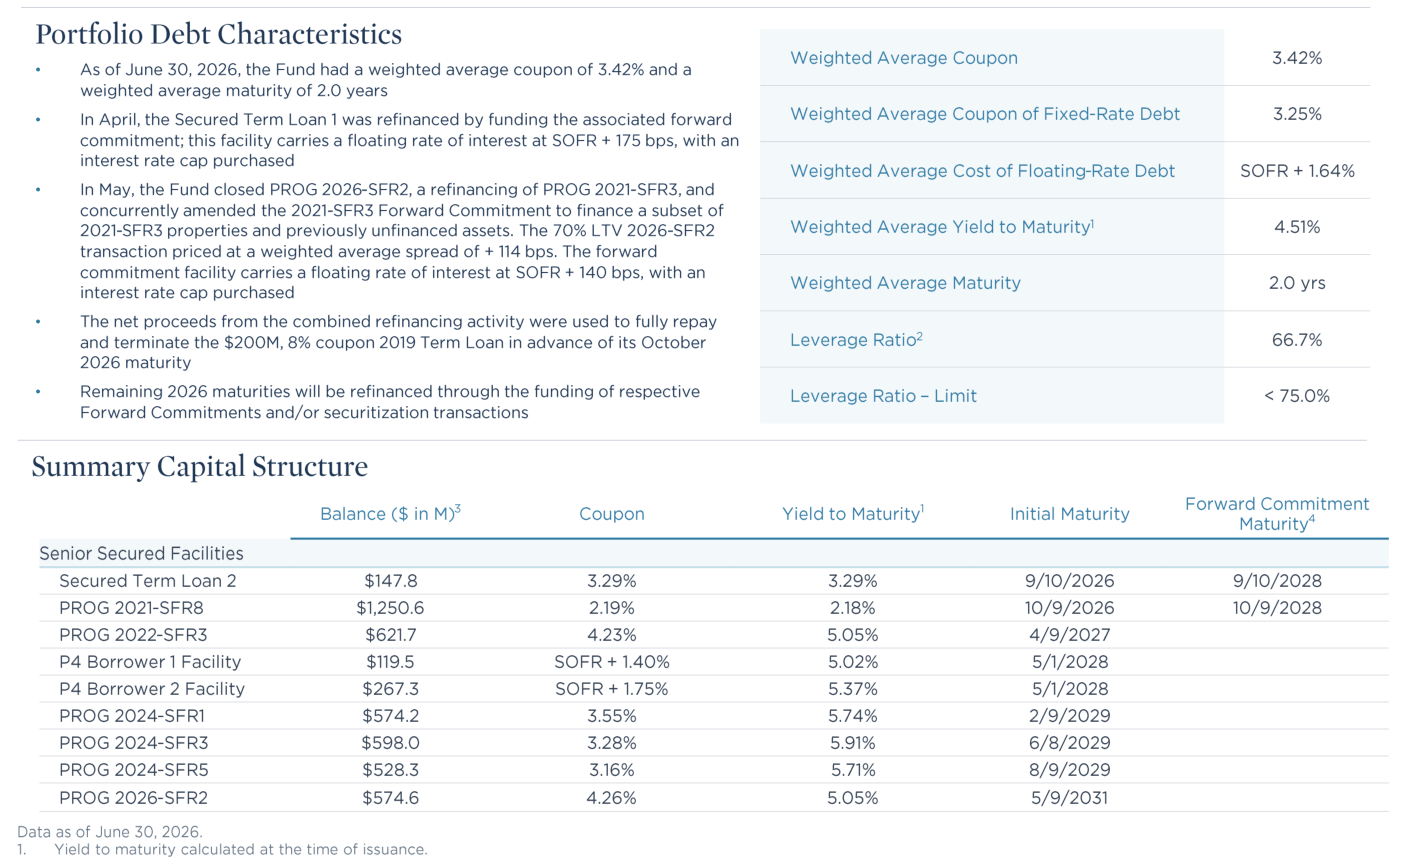 Portfolio Debt Characteristics
• As of June 30, 2026, the Fund had a weighted average coupon of 3.42% and a
weighted average maturity of 2.0 years
• In April, the Secured Term Loan 1 was refinanced by funding the associated forward
commitment; this facility carries a floating rate of interest at SOFR + 175 bps, with an
interest rate cap purchased
• In May, the Fund closed PROG 2026-SFR2, a refinancing of PROG 2021-SFR3, and
concurrently amended the 2021-SFR3 Forward Commitment to finance a subset of
2021-SFR3 properties and previously unfinanced assets. The 70% LTV 2026-SFR2
transaction priced at a weighted average spread of + 114 bps. The forward
commitment facility carries a floating rate of interest at SOFR + 140 bps, with an
interest rate cap purchased
• The net proceeds from the combined refinancing activity were used to fully repay
and terminate the $200M, 8% coupon 2019 Term Loan in advance of its October
2026 maturity
• Remaining 2026 maturities will be refinanced through the funding of respective
Forward Commitments and/or securitization transactions
Weighted Average Coupon 3.42%
Weighted Average Coupon of Fixed-Rate Debt 3.25%
Weighted Average Cost of Floating-Rate Debt SOFR + 1.64%
Weighted Average Yield to Maturity¹ 4.51%
Weighted Average Maturity 2.0 yrs
Leverage Ratio² 66.7%
Leverage Ratio – Limit < 75.0%
Summary Capital Structure
Balance ($ in M)³ Coupon Yield to Maturity¹ Initial Maturity Forward Commitment
Maturity⁴
Senior Secured Facilities
Secured Term Loan 2 $147.8 3.29% 3.29% 9/10/2026 9/10/2028
PROG 2021-SFR8 $1,250.6 2.19% 2.18% 10/9/2026 10/9/2028
PROG 2022-SFR3 $621.7 4.23% 5.05% 4/9/2027
P4 Borrower 1 Facility $119.5 SOFR + 1.40% 5.02% 5/1/2028
P4 Borrower 2 Facility $267.3 SOFR + 1.75% 5.37% 5/1/2028
PROG 2024-SFR1 $574.2 3.55% 5.74% 2/9/2029
PROG 2024-SFR3 $598.0 3.28% 5.91% 6/8/2029
PROG 2024-SFR5 $528.3 3.16% 5.71% 8/9/2029
PROG 2026-SFR2 $574.6 4.26% 5.05% 5/9/2031
Data as of June 30, 2026.
1. Yield to maturity calculated at the time of issuance.